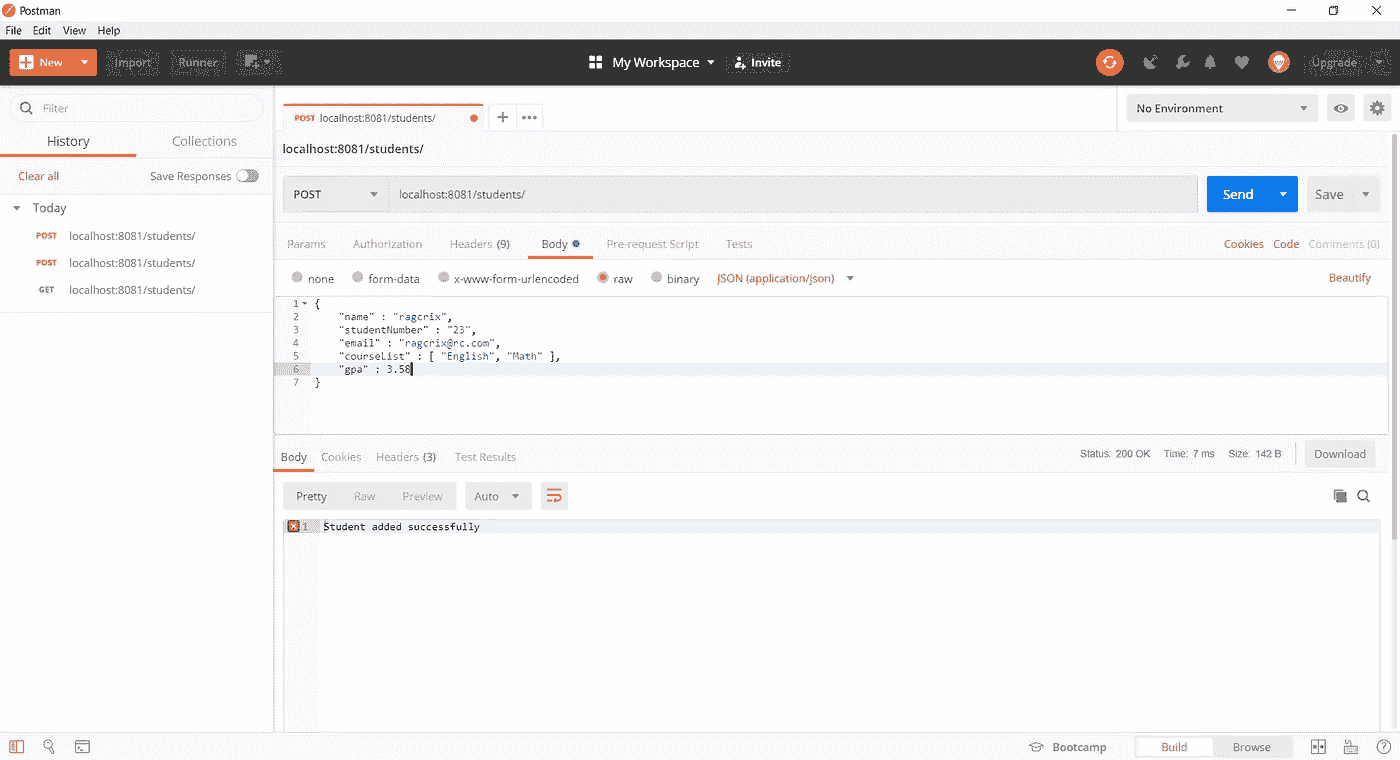 Postman
File Edit View Help
New Import Runner My Workspace Invite Upgrade
Filter
History Collections
Clear all Save Responses
Today
POST localhost:8081/students/
POST localhost:8081/students/
GET localhost:8081/students/
POST localhost:8081/students/
No Environment
localhost:8081/students/
POST localhost:8081/students/ Send Save
Params Authorization Headers (9) Body Pre-request Script Tests Cookies Code Comments (0)
none form-data x-www-form-urlencoded raw binary JSON (application/json) Beautify
1 {
2 "name" : "ragcrix",
3 "studentNumber" : "23",
4 "email" : "ragcrix@rc.com",
5 "courseList" : [ "English", "Math" ],
6 "gpa" : 3.58
7 }
Body Cookies Headers (3) Test Results Status: 200 OK Time: 7 ms Size: 142 B Download
Pretty Raw Preview Auto
1 Student added successfully
Bootcamp Build Browse